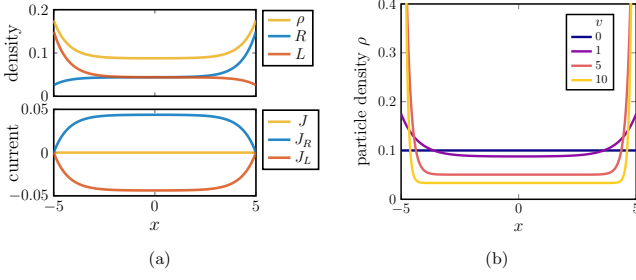 0.2
0.1
0
density
ρ
R
L
0.05
0
−0.05
current
J
J_R
J_L
−5 0 5
x
(a)
0.4
0.3
0.2
0.1
0
particle density ρ
v
0
1
5
10
−5 0 5
x
(b)